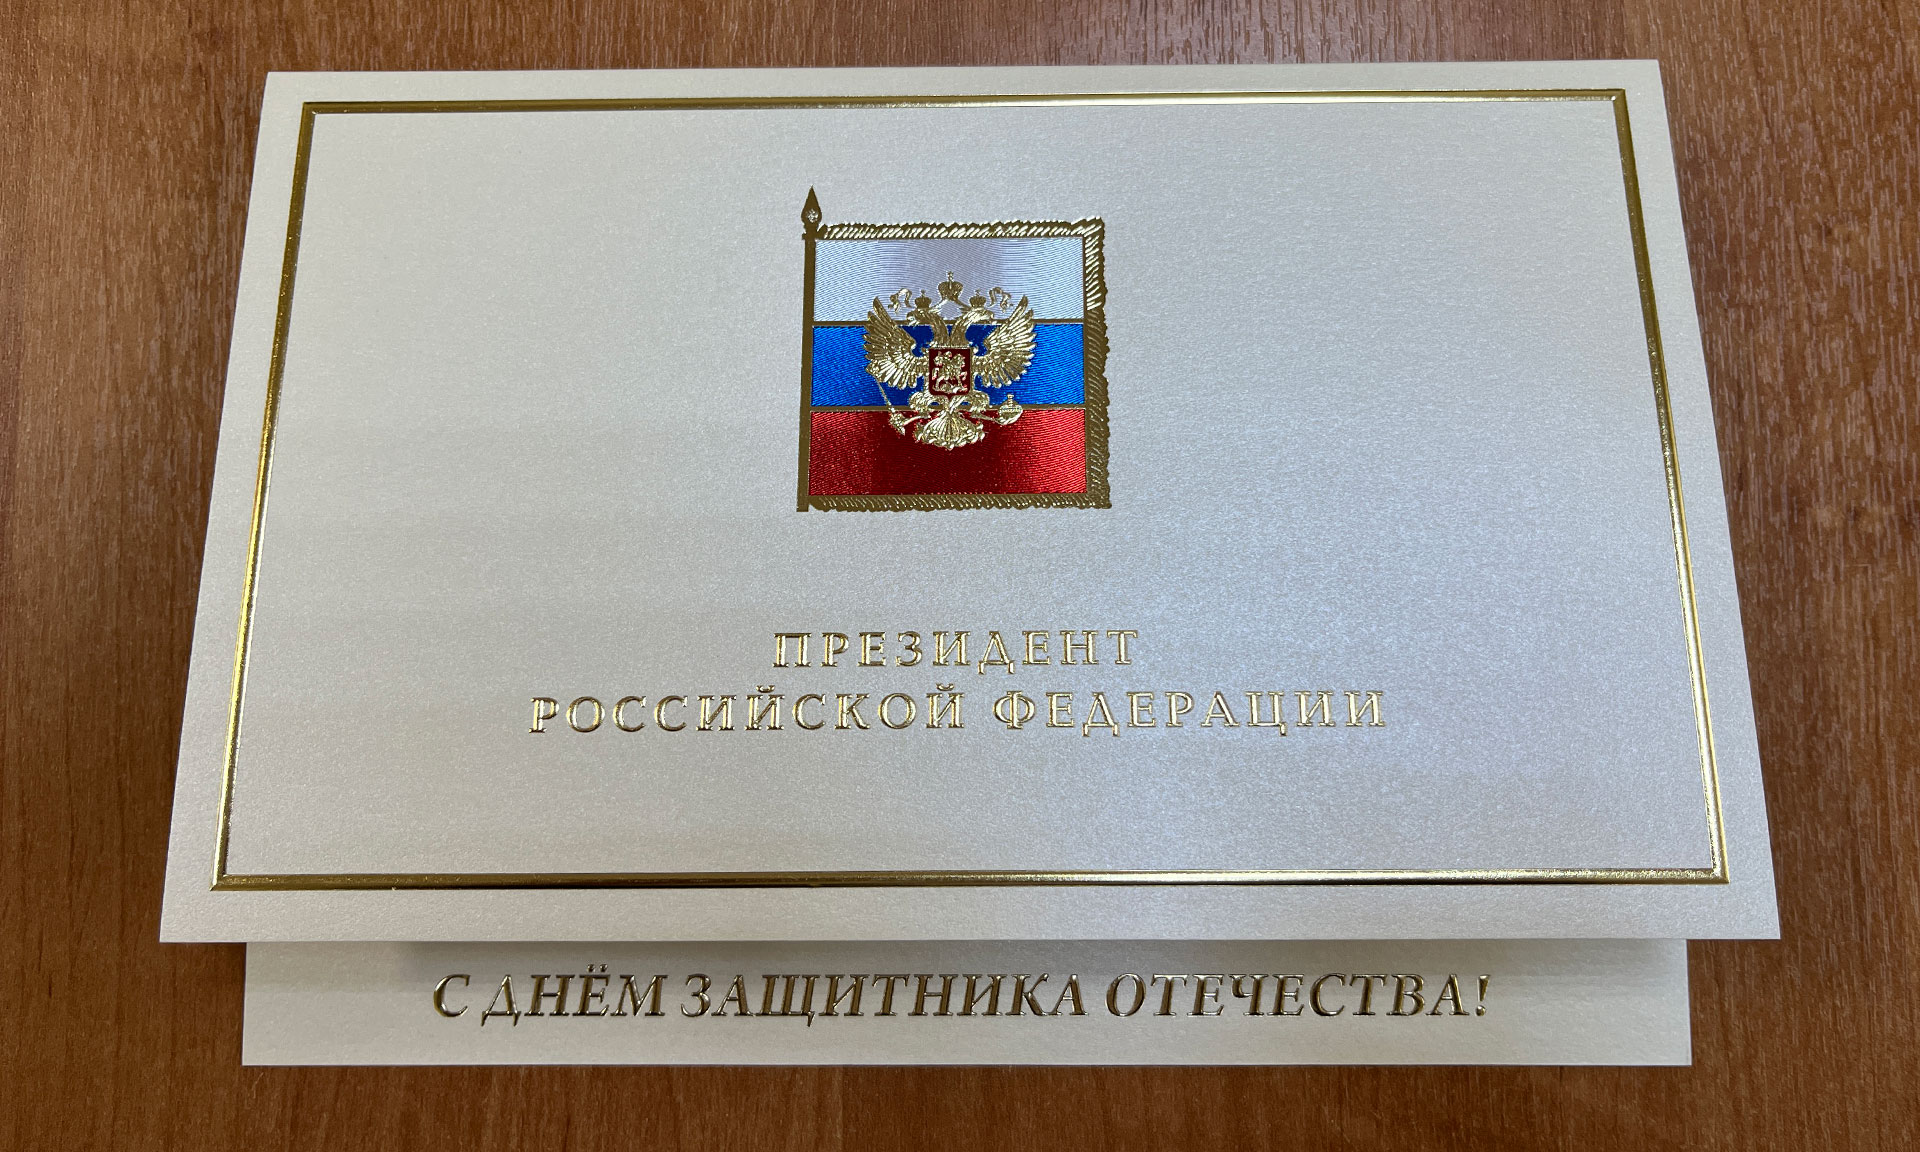 ПРЕЗИДЕНТ
РОССИЙСКОЙ ФЕДЕРАЦИИ
С ДНЁМ ЗАЩИТНИКА ОТЕЧЕСТВА!